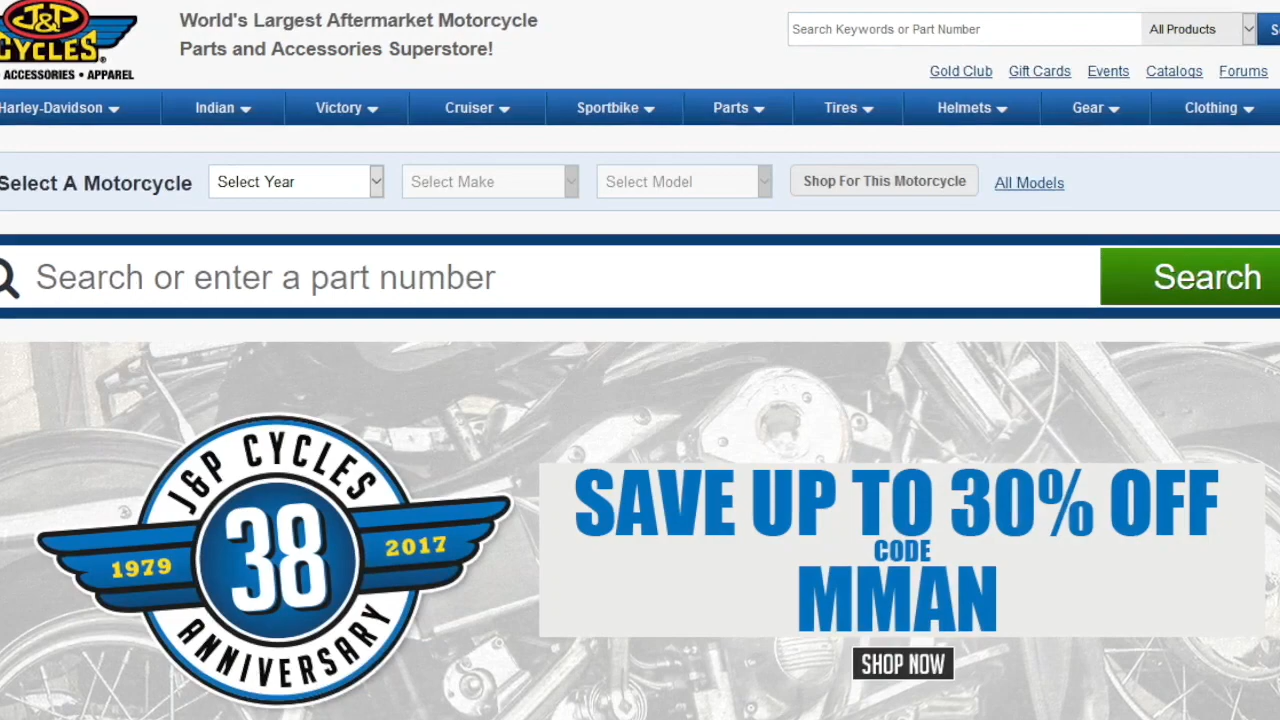 J&P
CYCLES
ACCESSORIES • APPAREL
World's Largest Aftermarket Motorcycle
Parts and Accessories Superstore!
Search Keywords or Part Number
All Products
Gold Club
Gift Cards
Events
Catalogs
Forums
Harley-Davidson
Indian
Victory
Cruiser
Sportbike
Parts
Tires
Helmets
Gear
Clothing
Select A Motorcycle
Select Year
Select Make
Select Model
Shop For This Motorcycle
All Models
Search or enter a part number
Search
J&P CYCLES
1979
38
2017
ANNIVERSARY
SAVE UP TO 30% OFF
CODE
MMAN
SHOP NOW